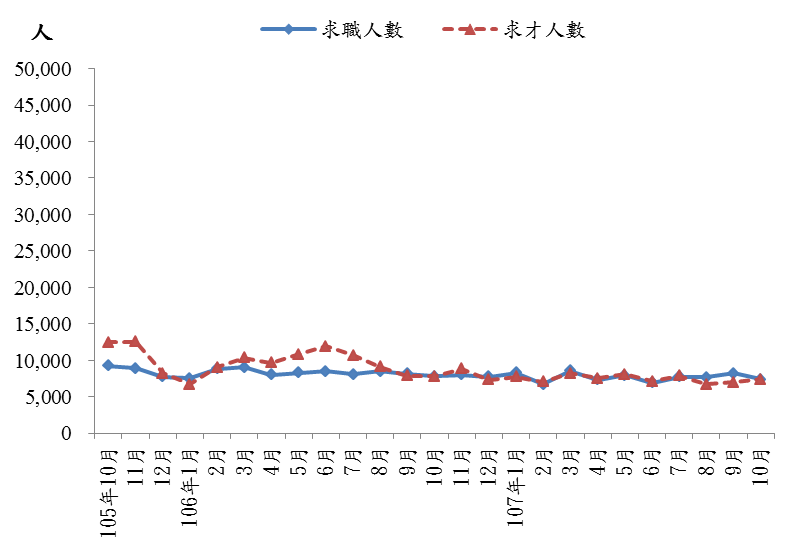 人
求職人數
求才人數
50,000
45,000
40,000
35,000
30,000
25,000
20,000
15,000
10,000
5,000
0
105年10月
11月
12月
106年1月
2月
3月
4月
5月
6月
7月
8月
9月
10月
11月
12月
107年1月
2月
3月
4月
5月
6月
7月
8月
9月
10月